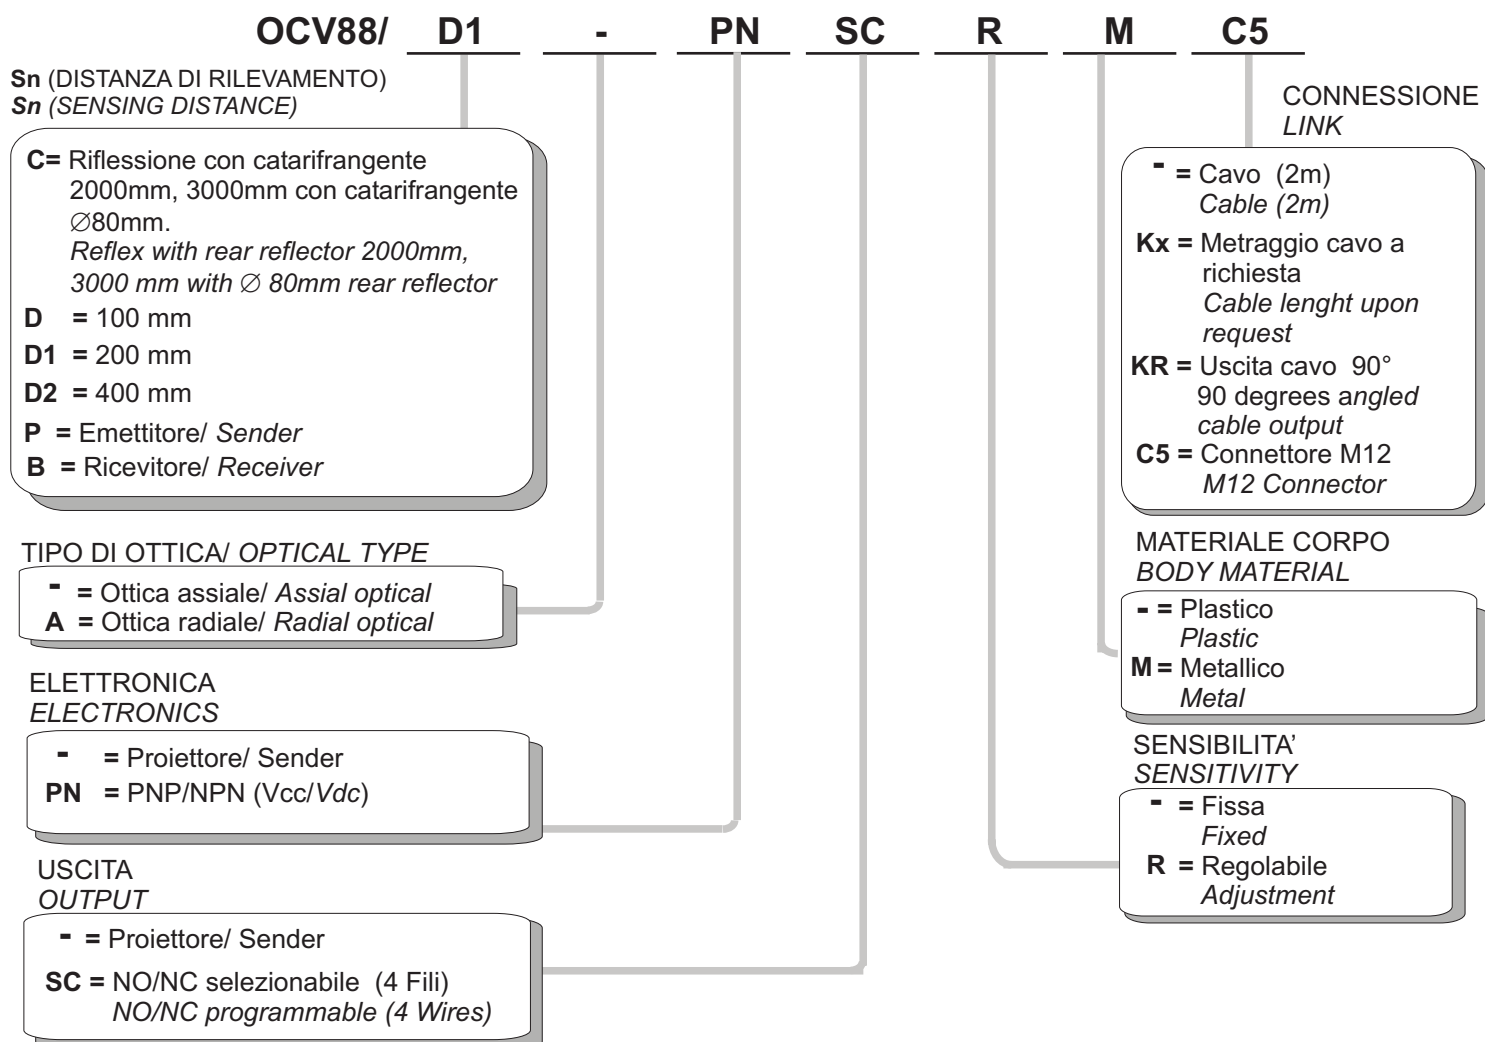 OCV88/ D1 - PN SC R M C5
Sn (DISTANZA DI RILEVAMENTO)
Sn (SENSING DISTANCE)
C= Riflessione con catarifrangente
2000mm, 3000mm con catarifrangente
∅80mm.
Reflex with rear reflector 2000mm,
3000 mm with ∅ 80mm rear reflector
D = 100 mm
D1 = 200 mm
D2 = 400 mm
P = Emettitore/ Sender
B = Ricevitore/ Receiver
TIPO DI OTTICA/ OPTICAL TYPE
- = Ottica assiale/ Assial optical
A = Ottica radiale/ Radial optical
ELETTRONICA
ELECTRONICS
- = Proiettore/ Sender
PN = PNP/NPN (Vcc/Vdc)
USCITA
OUTPUT
- = Proiettore/ Sender
SC = NO/NC selezionabile (4 Fili)
NO/NC programmable (4 Wires)
CONNESSIONE
LINK
- = Cavo (2m)
Cable (2m)
Kx = Metraggio cavo a
richiesta
Cable lenght upon
request
KR = Uscita cavo 90°
90 degrees angled
cable output
C5 = Connettore M12
M12 Connector
MATERIALE CORPO
BODY MATERIAL
- = Plastico
Plastic
M = Metallico
Metal
SENSIBILITA'
SENSITIVITY
- = Fissa
Fixed
R = Regolabile
Adjustment